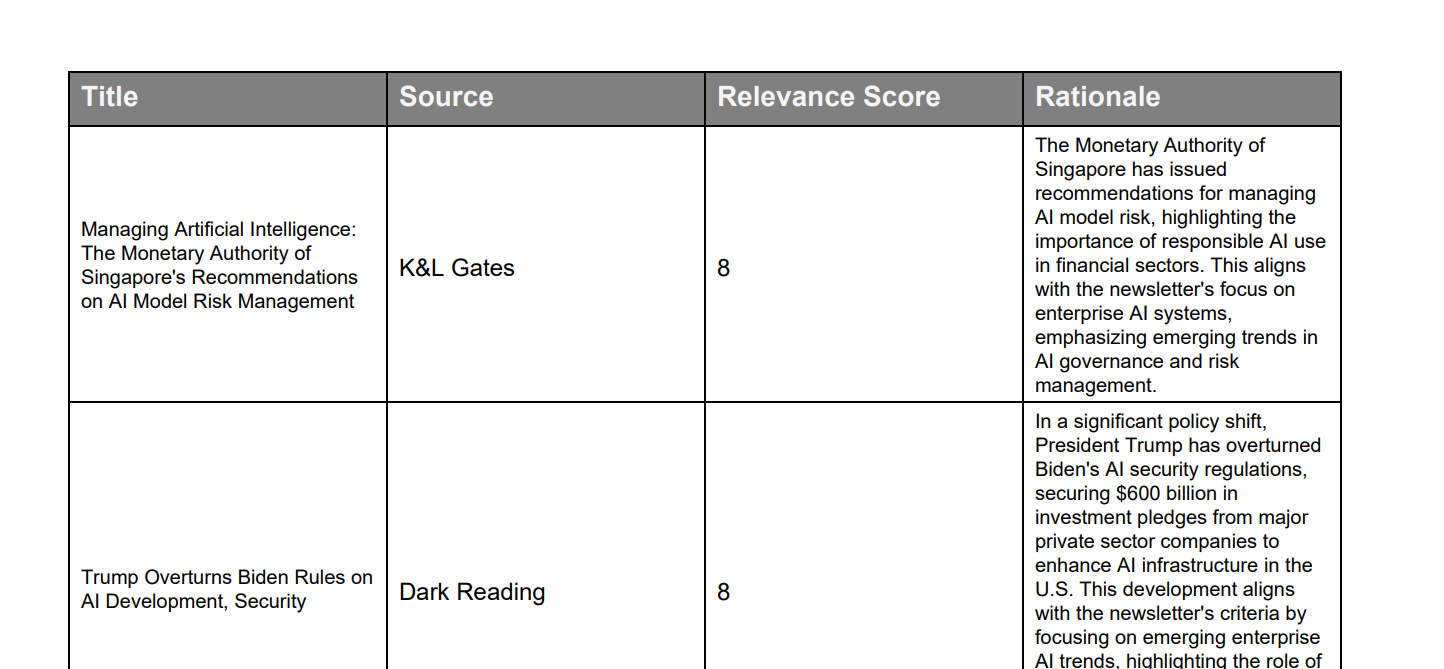 Title Source Relevance Score Rationale
Managing Artificial Intelligence:
The Monetary Authority of
Singapore's Recommendations
on AI Model Risk Management
K&L Gates
8
The Monetary Authority of
Singapore has issued
recommendations for managing
AI model risk, highlighting the
importance of responsible AI use
in financial sectors. This aligns
with the newsletter's focus on
enterprise AI systems,
emphasizing emerging trends in
AI governance and risk
management.
Trump Overturns Biden Rules on
AI Development, Security
Dark Reading
8
In a significant policy shift,
President Trump has overturned
Biden's AI security regulations,
securing $600 billion in
investment pledges from major
private sector companies to
enhance AI infrastructure in the
U.S. This development aligns
with the newsletter's criteria by
focusing on emerging enterprise
AI trends, highlighting the role of